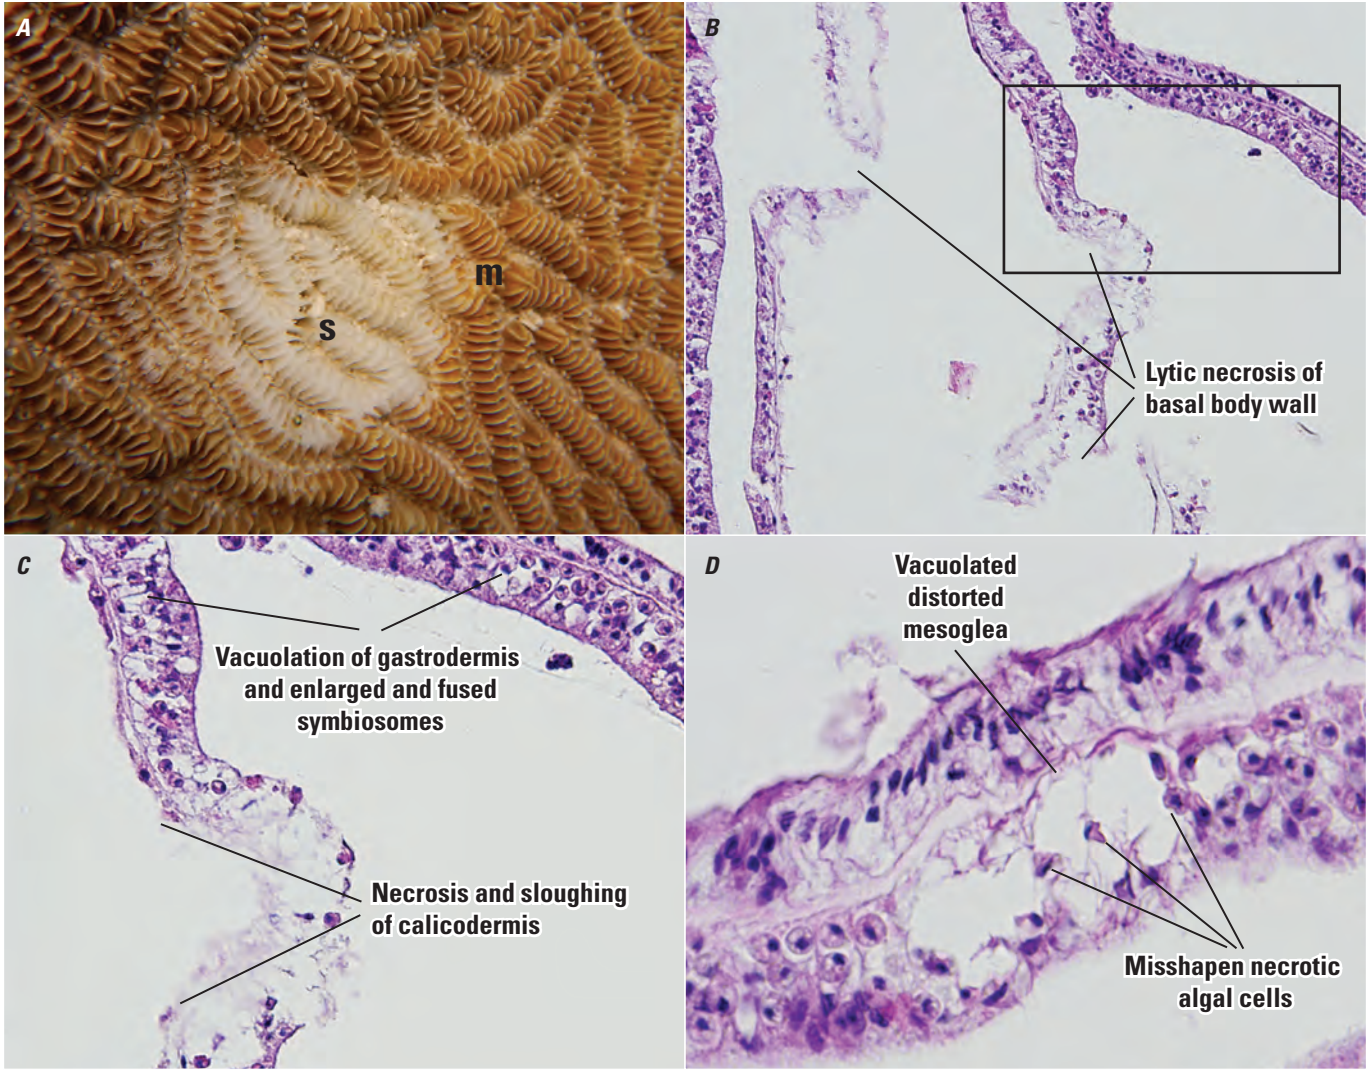 A
m
s
B
Lytic necrosis of
basal body wall
C
Vacuolation of gastrodermis
and enlarged and fused
symbiosomes
Necrosis and sloughing
of calicodermis
D
Vacuolated
distorted
mesoglea
Misshapen necrotic
algal cells